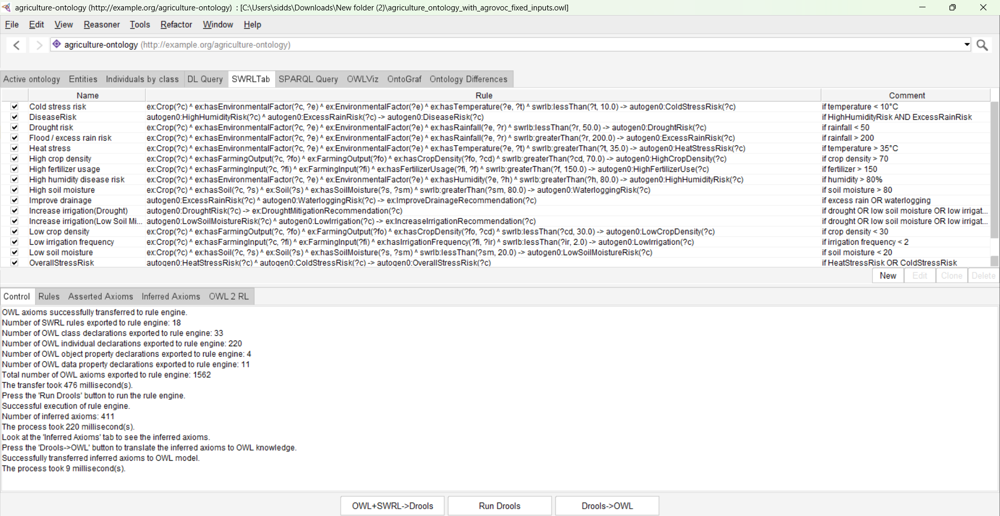 agriculture-ontology (http://example.org/agriculture-ontology) : [C:\Users\sidds\Downloads\New folder (2)\agriculture_ontology_with_agrovoc_fixed_inputs.owl]
File Edit View Reasoner Tools Refactor Window Help
agriculture-ontology (http://example.org/agriculture-ontology)
Active ontology Entities Individuals by class DL Query SWRLTab SPARQL Query OWLViz OntoGraf Ontology Differences
Name Rule Comment
Cold stress risk ex:Crop(?c) ^ ex:hasEnvironmentalFactor(?c, ?e) ^ ex:EnvironmentalFactor(?e) ^ ex:hasTemperature(?e, ?t) ^ swrlb:lessThan(?t, 10.0) -> autogen0:ColdStressRisk(?c) if temperature < 10°C
DiseaseRisk autogen0:HighHumidityRisk(?c) ^ autogen0:ExcessRainRisk(?c) -> autogen0:DiseaseRisk(?c) if HighHumidityRisk AND ExcessRainRisk
Drought risk ex:Crop(?c) ^ ex:hasEnvironmentalFactor(?c, ?e) ^ ex:EnvironmentalFactor(?e) ^ ex:hasRainfall(?e, ?r) ^ swrlb:lessThan(?r, 50.0) -> autogen0:DroughtRisk(?c) if rainfall < 50
Flood / excess rain risk ex:Crop(?c) ^ ex:hasEnvironmentalFactor(?c, ?e) ^ ex:EnvironmentalFactor(?e) ^ ex:hasRainfall(?e, ?r) ^ swrlb:greaterThan(?r, 200.0) -> autogen0:ExcessRainRisk(?c) if rainfall > 200
Heat stress ex:Crop(?c) ^ ex:hasEnvironmentalFactor(?c, ?e) ^ ex:EnvironmentalFactor(?e) ^ ex:hasTemperature(?e, ?t) ^ swrlb:greaterThan(?t, 35.0) -> autogen0:HeatStressRisk(?c) if temperature > 35°C
High crop density ex:Crop(?c) ^ ex:hasFarmingOutput(?c, ?fo) ^ ex:FarmingOutput(?fo) ^ ex:hasCropDensity(?fo, ?cd) ^ swrlb:greaterThan(?cd, 70.0) -> autogen0:HighCropDensity(?c) if crop density > 70
High fertilizer usage ex:Crop(?c) ^ ex:hasFarmingInput(?c, ?fi) ^ ex:FarmingInput(?fi) ^ ex:hasFertilizerUsage(?fi, ?f) ^ swrlb:greaterThan(?f, 150.0) -> autogen0:HighFertilizerUse(?c) if fertilizer > 150
High humidity disease risk ex:Crop(?c) ^ ex:hasEnvironmentalFactor(?c, ?e) ^ ex:EnvironmentalFactor(?e) ^ ex:hasHumidity(?e, ?h) ^ swrlb:greaterThan(?h, 80.0) -> autogen0:HighHumidityRisk(?c) if humidity > 80%
High soil moisture ex:Crop(?c) ^ ex:hasSoil(?c, ?s) ^ ex:Soil(?s) ^ ex:hasSoilMoisture(?s, ?sm) ^ swrlb:greaterThan(?sm, 80.0) -> autogen0:WaterloggingRisk(?c) if soil moisture > 80
Improve drainage autogen0:ExcessRainRisk(?c) ^ autogen0:WaterloggingRisk(?c) -> ex:ImproveDrainageRecommendation(?c) if excess rain OR waterlogging
Increase irrigation(Drought) autogen0:DroughtRisk(?c) -> ex:DroughtMitigationRecommendation(?c) if drought OR low soil moisture OR low irrigat...
Increase irrigation(Low Soil Mi... autogen0:LowSoilMoistureRisk(?c) ^ autogen0:LowIrrigation(?c) -> ex:IncreaseIrrigationRecommendation(?c) if drought OR low soil moisture OR low irrigat...
Low crop density ex:Crop(?c) ^ ex:hasFarmingOutput(?c, ?fo) ^ ex:FarmingOutput(?fo) ^ ex:hasCropDensity(?fo, ?cd) ^ swrlb:lessThan(?cd, 30.0) -> autogen0:LowCropDensity(?c) if crop density < 30
Low irrigation frequency ex:Crop(?c) ^ ex:hasFarmingInput(?c, ?fi) ^ ex:FarmingInput(?fi) ^ ex:hasIrrigationFrequency(?fi, ?ir) ^ swrlb:lessThan(?ir, 2.0) -> autogen0:LowIrrigation(?c) if irrigation frequency < 2
Low soil moisture ex:Crop(?c) ^ ex:hasSoil(?c, ?s) ^ ex:Soil(?s) ^ ex:hasSoilMoisture(?s, ?sm) ^ swrlb:lessThan(?sm, 20.0) -> autogen0:LowSoilMoistureRisk(?c) if soil moisture < 20
OverallStressRisk autogen0:HeatStressRisk(?c) ^ autogen0:ColdStressRisk(?c) -> autogen0:OverallStressRisk(?c) if HeatStressRisk OR ColdStressRisk
New Edit Clone Delete
Control Rules Asserted Axioms Inferred Axioms OWL 2 RL
OWL axioms successfully transferred to rule engine.
Number of SWRL rules exported to rule engine: 18
Number of OWL class declarations exported to rule engine: 33
Number of OWL individual declarations exported to rule engine: 220
Number of OWL object property declarations exported to rule engine: 4
Number of OWL data property declarations exported to rule engine: 11
Total number of OWL axioms exported to rule engine: 1562
The transfer took 476 millisecond(s).
Press the 'Run Drools' button to run the rule engine.
Successful execution of rule engine.
Number of inferred axioms: 411
The process took 220 millisecond(s).
Look at the 'Inferred Axioms' tab to see the inferred axioms.
Press the 'Drools->OWL' button to translate the inferred axioms to OWL knowledge.
Successfully transferred inferred axioms to OWL model.
The process took 9 millisecond(s).
OWL+SWRL->Drools Run Drools Drools->OWL